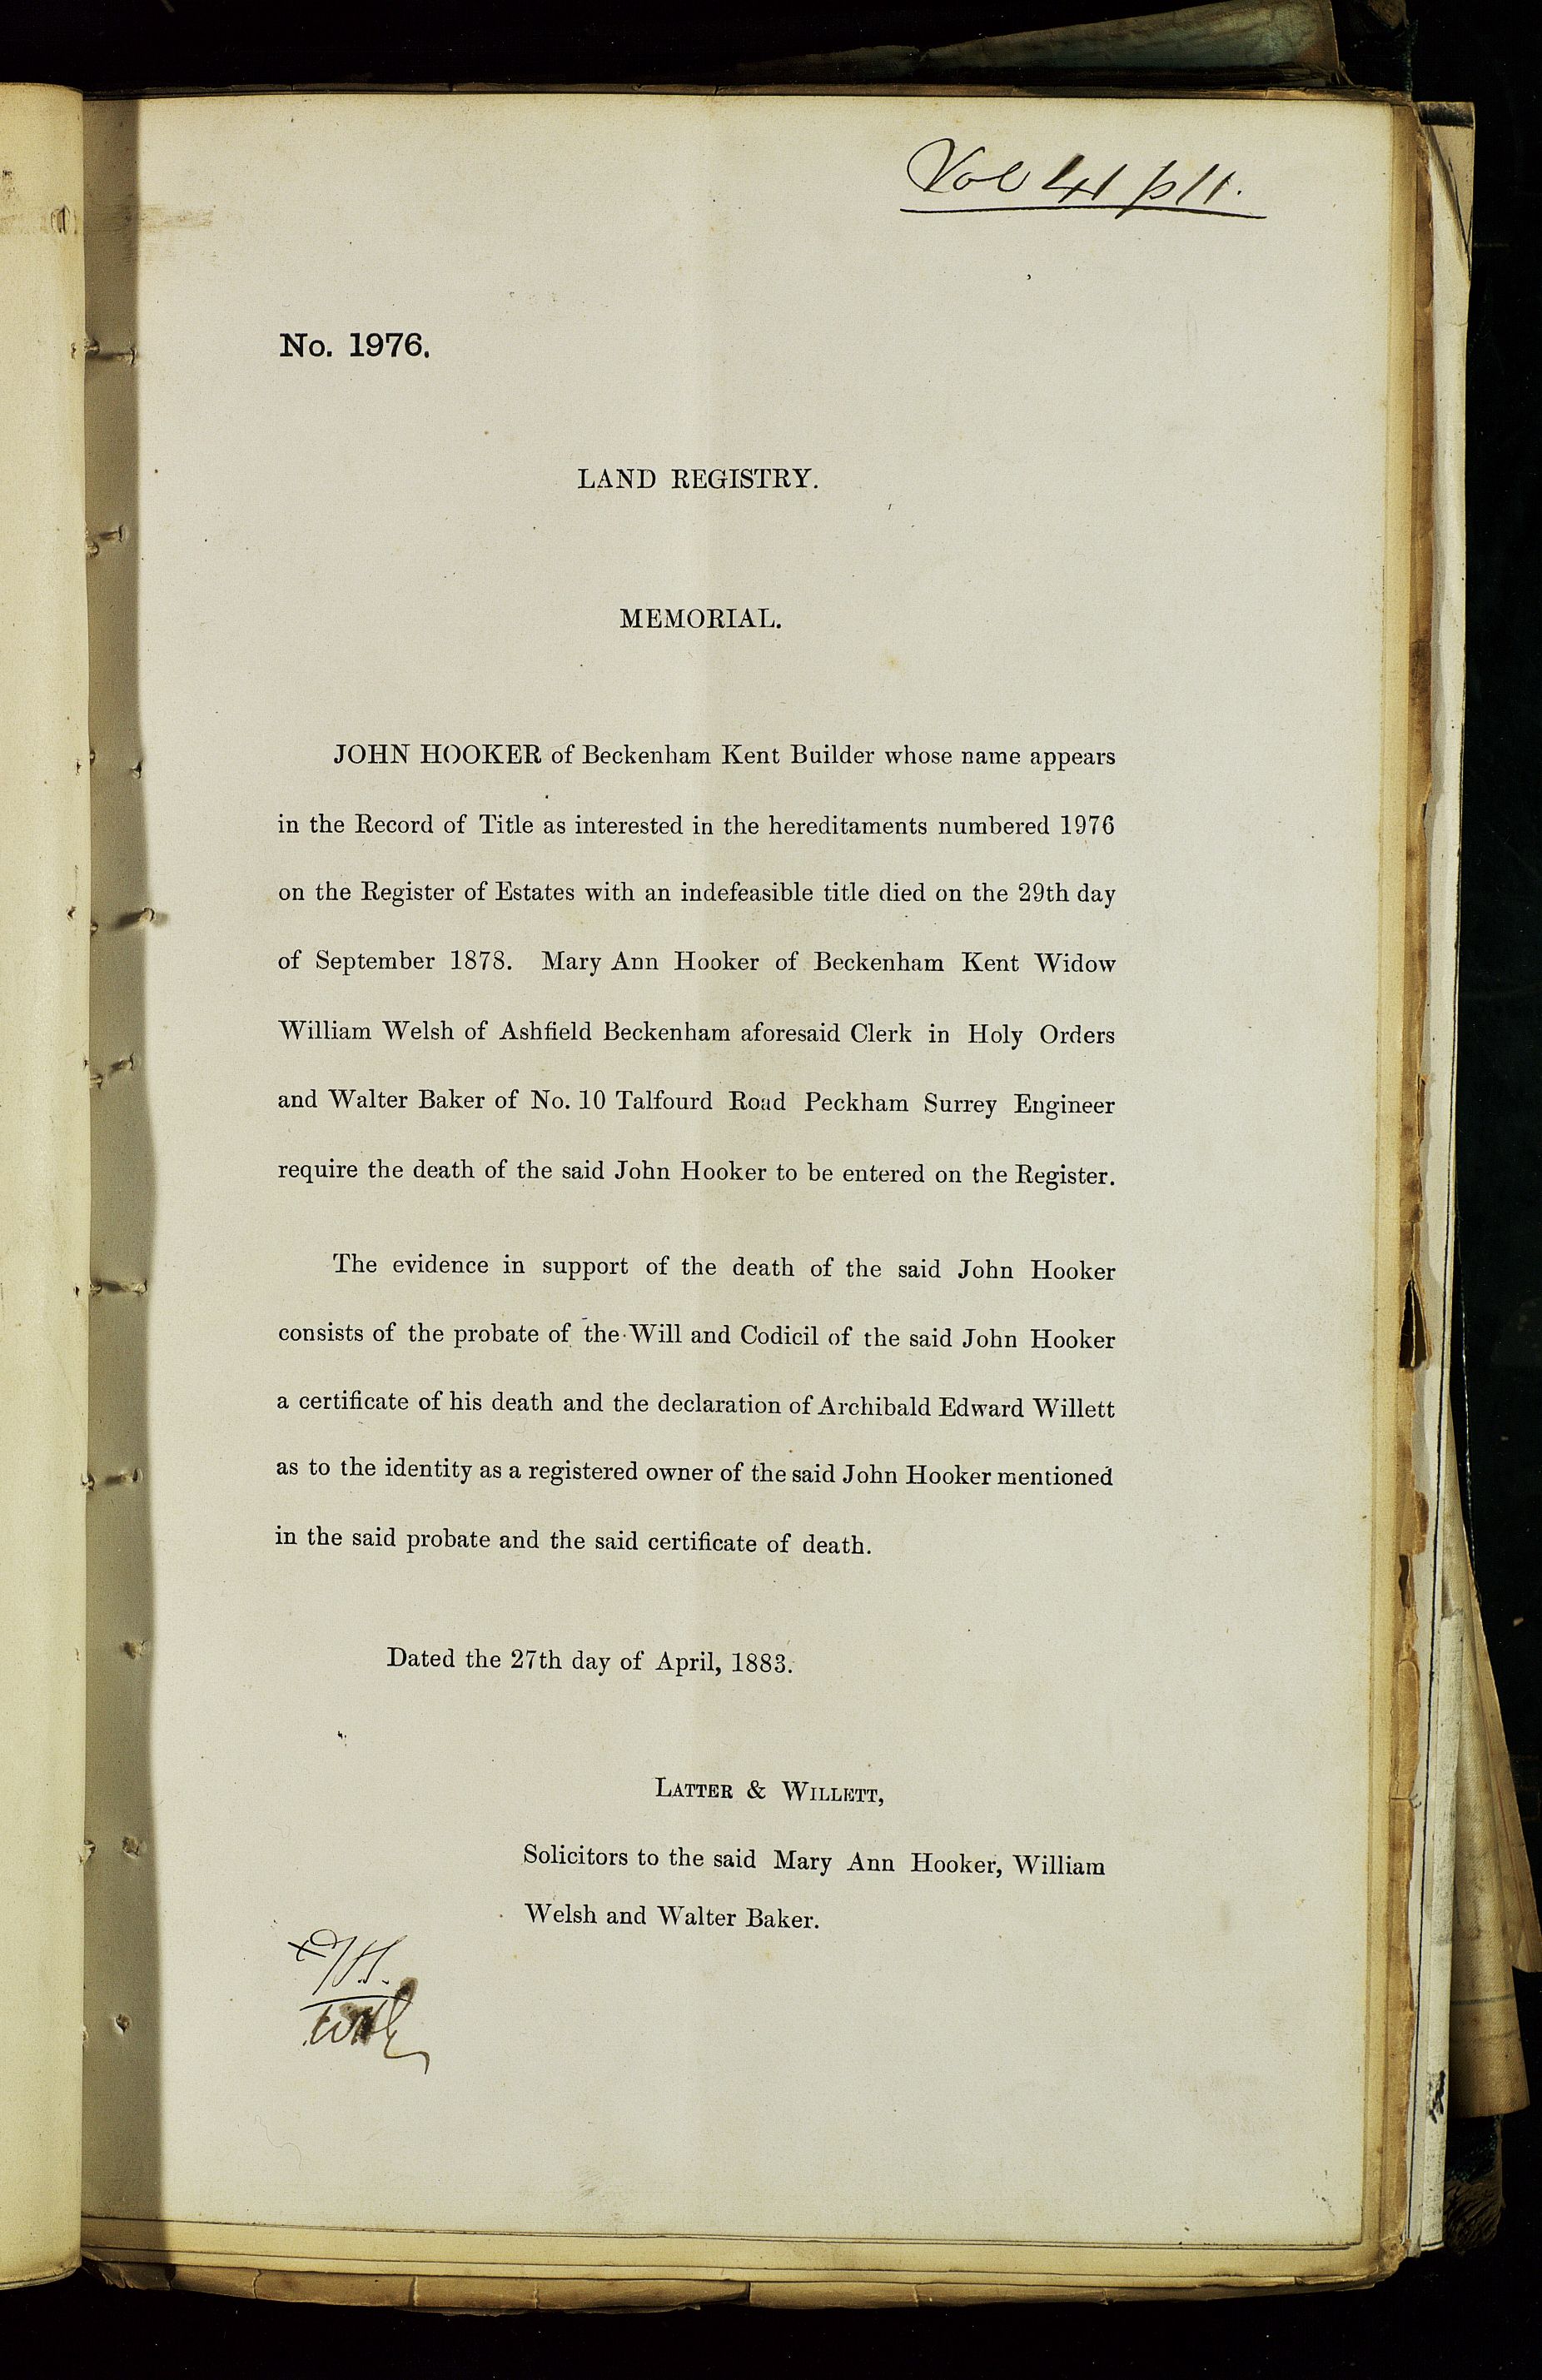 Vol 41 p 11.
No. 1976.
LAND REGISTRY.
MEMORIAL.
JOHN HOOKER of Beckenham Kent Builder whose name appears
in the Record of Title as interested in the hereditaments numbered 1976
on the Register of Estates with an indefeasible title died on the 29th day
of September 1878. Mary Ann Hooker of Beckenham Kent Widow
William Welsh of Ashfield Beckenham aforesaid Clerk in Holy Orders
and Walter Baker of No. 10 Talfourd Road Peckham Surrey Engineer
require the death of the said John Hooker to be entered on the Register.
The evidence in support of the death of the said John Hooker
consists of the probate of the Will and Codicil of the said John Hooker
a certificate of his death and the declaration of Archibald Edward Willett
as to the identity as a registered owner of the said John Hooker mentioned
in the said probate and the said certificate of death.
Dated the 27th day of April, 1883.
LATTER & WILLETT,
Solicitors to the said Mary Ann Hooker, William
Welsh and Walter Baker.